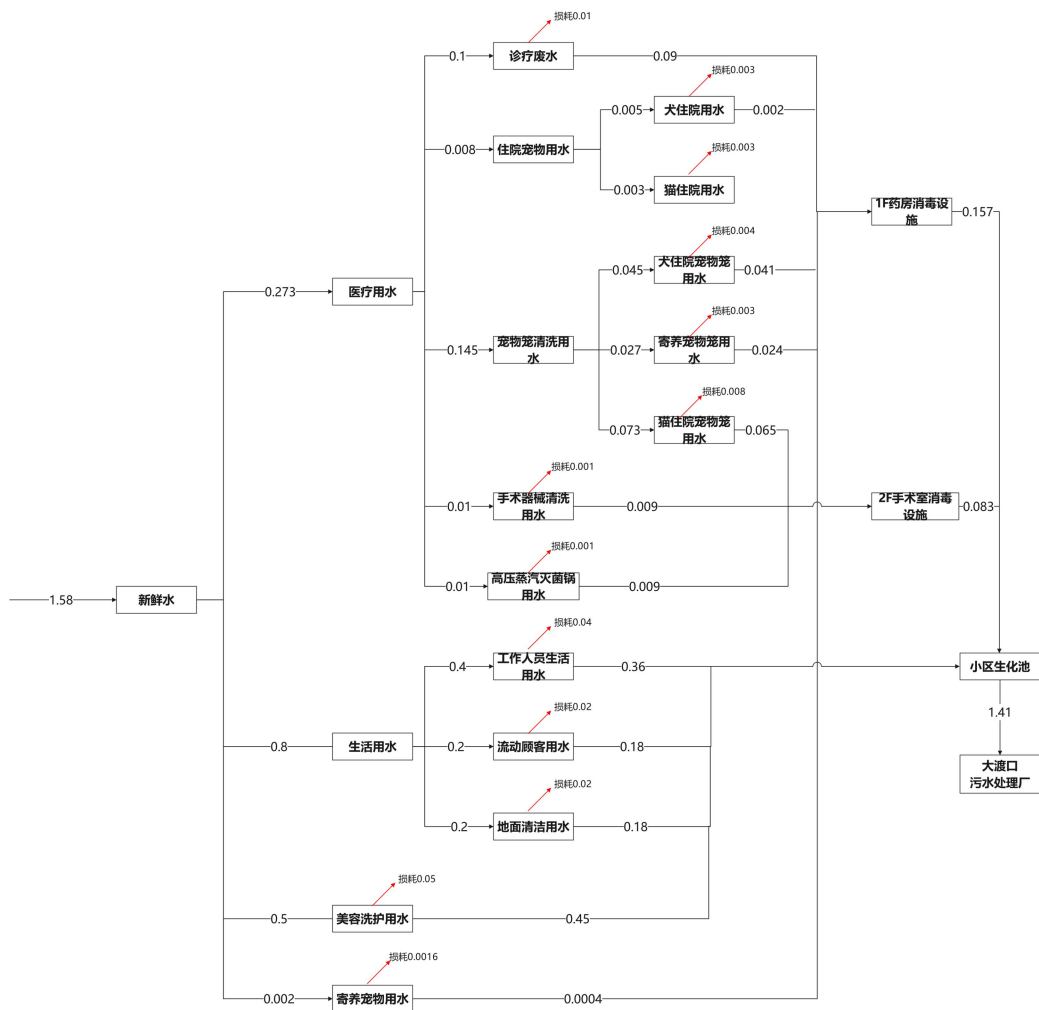 损耗0.01
0.1
诊疗废水
0.09
损耗0.003
0.005
犬住院用水
0.002
0.008
住院宠物用水
损耗0.003
0.003
猫住院用水
1F药房消毒设
施
0.157
损耗0.004
0.045
犬住院宠物笼
用水
0.041
0.273
医疗用水
损耗0.003
0.145
宠物笼清洗用
水
0.027
寄养宠物笼用
水
0.024
损耗0.008
0.073
猫住院宠物笼
用水
0.065
损耗0.001
0.01
手术器械清洗
用水
0.009
2F手术室消毒
设施
0.083
损耗0.001
0.01
高压蒸汽灭菌锅
用水
0.009
1.58
新鲜水
损耗0.04
0.4
工作人员生活
用水
0.36
小区生化池
1.41
损耗0.02
0.8
生活用水
0.2
流动顾客用水
0.18
大渡口
污水处理厂
损耗0.02
0.2
地面清洁用水
0.18
损耗0.05
0.5
美容洗护用水
0.45
损耗0.0016
0.002
寄养宠物用水
0.0004